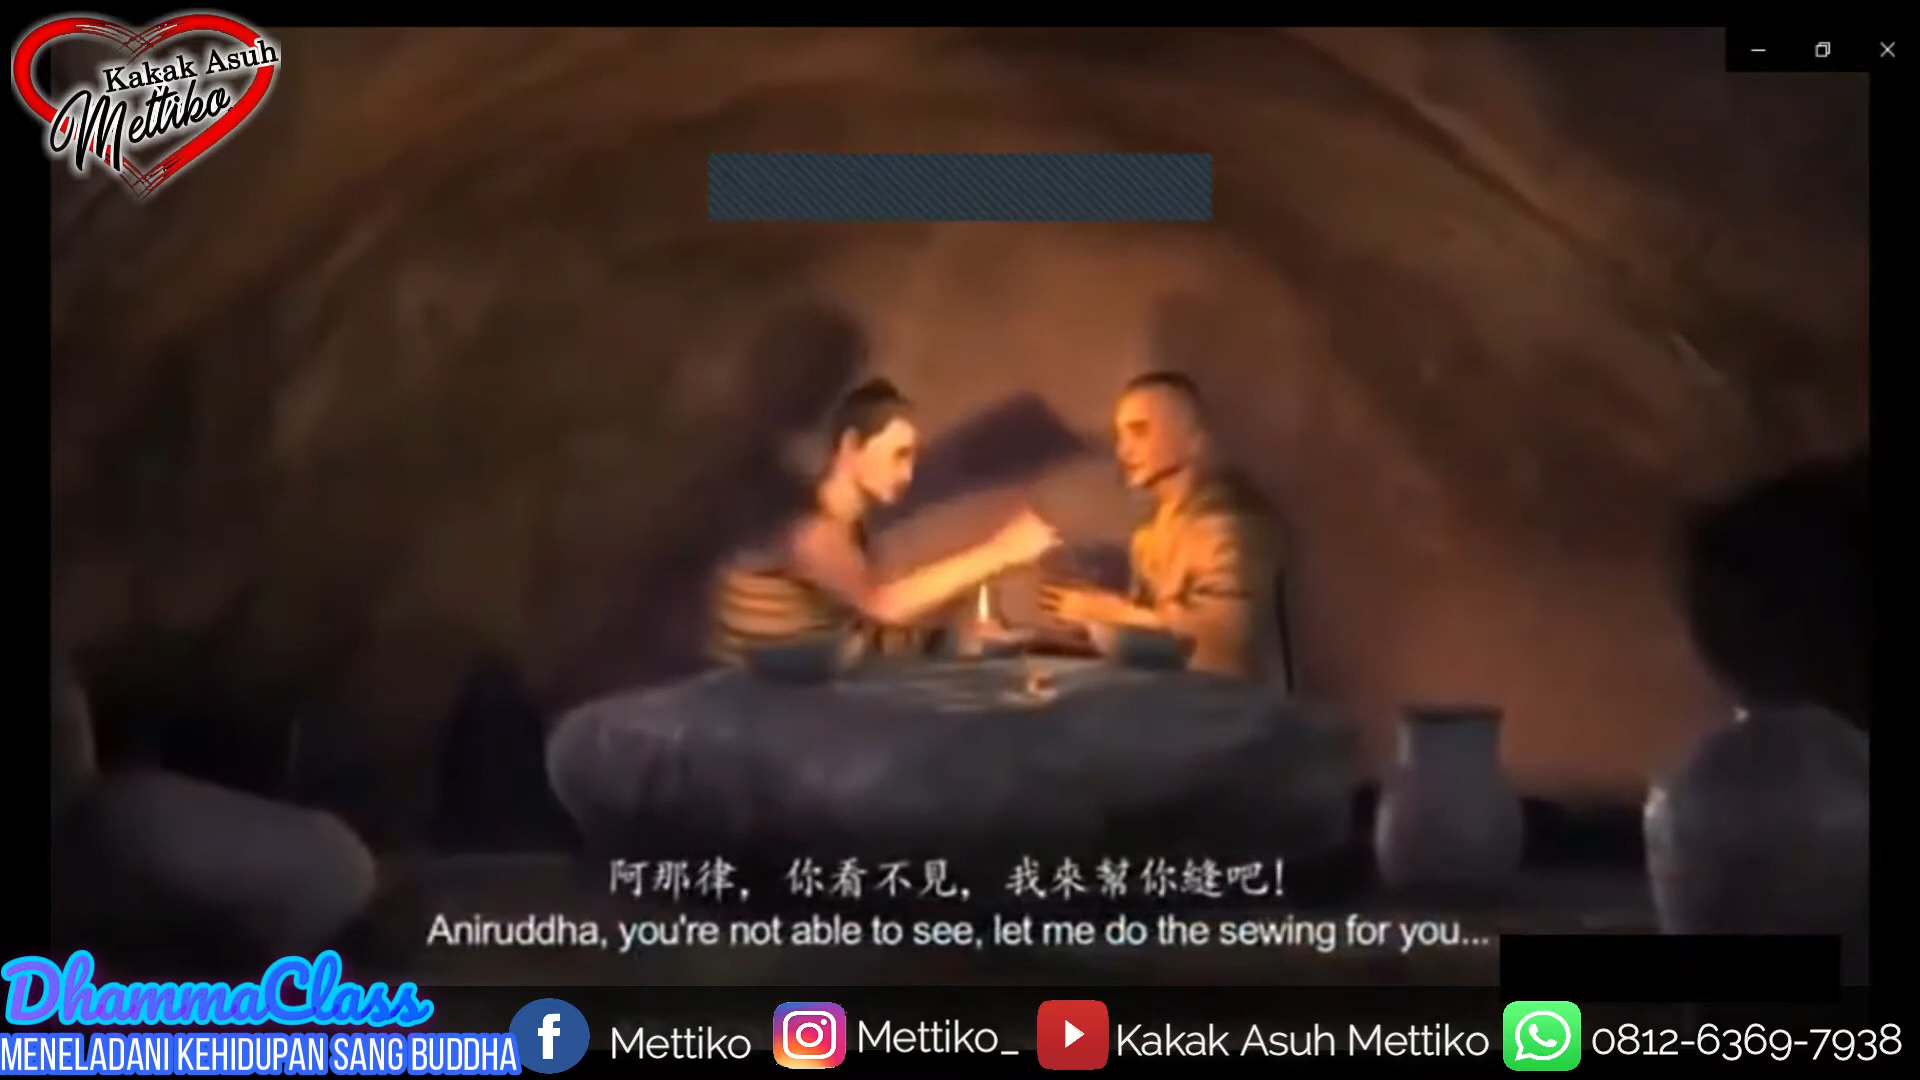 Kakak Asuh
Mettiko
阿那律，你看不見，我來幫你縫吧！
Aniruddha, you're not able to see, let me do the sewing for you...
DhammaClass
MENELADANI KEHIDUPAN SANG BUDDHA
Mettiko
Mettiko_
Kakak Asuh Mettiko
0812-6369-7938